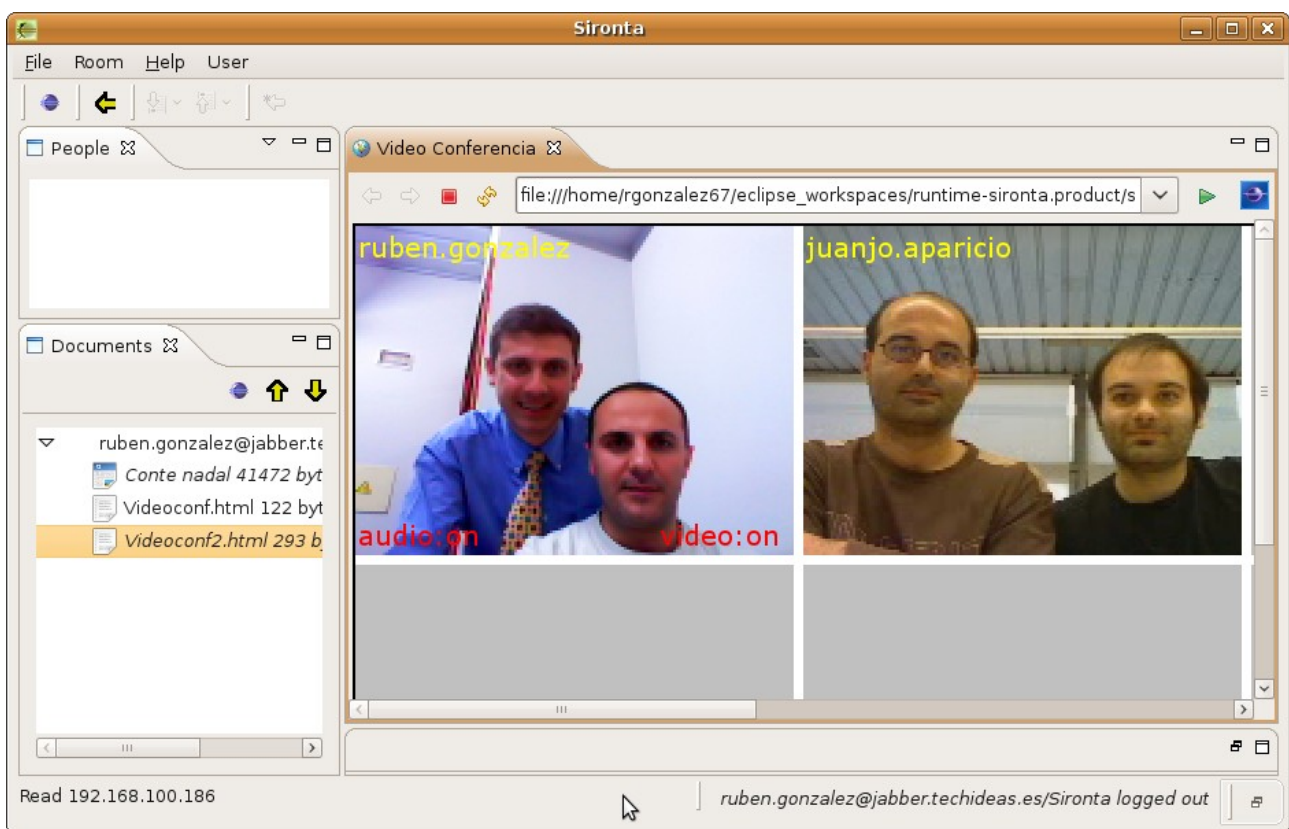 Sironta
File Room Help User
People
Video Conferencia
file:///home/rgonzalez67/eclipse_workspaces/runtime-sironta.product/s
ruben.gonzalez
juanjo.aparicio
audio:on
video:on
Documents
ruben.gonzalez@jabber.te
Conte nadal 41472 byt
Videoconf.html 122 byt
Videoconf2.html 293 b
Read 192.168.100.186
ruben.gonzalez@jabber.techideas.es/Sironta logged out